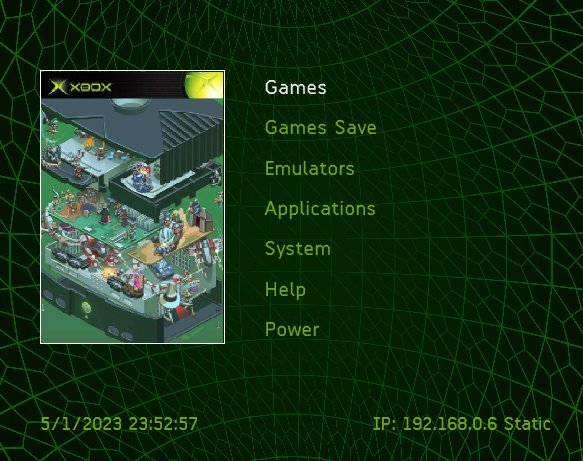 XBOX
Games
Games Save
Emulators
Applications
System
Help
Power
5/1/2023 23:52:57
IP: 192.168.0.6 Static